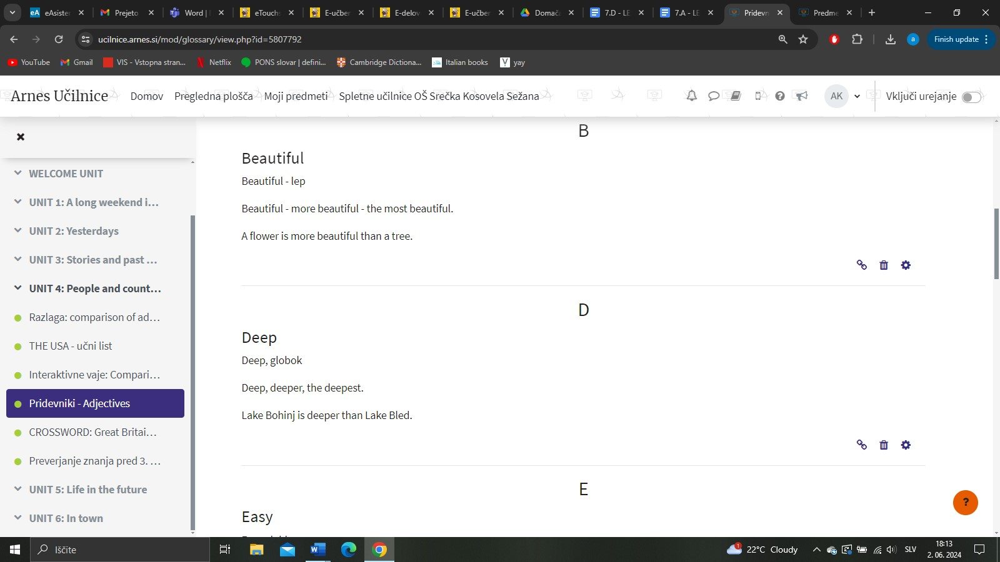 eAsister
Prejeto
Word |
eTouchs
E-učber
E-delov
E-učber
Domača
7.D - LE
7.A - LE
Pridevn
Predme
ucilnice.arnes.si/mod/glossary/view.php?id=5807792
Finish update
YouTube
Gmail
VIS - Vstopna stran...
Netflix
PONS slovar | defini...
Cambridge Dictiona...
Italian books
yay
Arnes Učilnice
Domov
Pregledna plošča
Moji predmeti
Spletne učilnice OŠ Srečka Kosovela Sežana
AK
Vključi urejanje
WELCOME UNIT
UNIT 1: A long weekend i...
UNIT 2: Yesterdays
UNIT 3: Stories and past ...
UNIT 4: People and count...
Razlaga: comparison of ad...
THE USA - učni list
Interaktivne vaje: Compari...
Pridevniki - Adjectives
CROSSWORD: Great Britai...
Preverjanje znanja pred 3. ...
UNIT 5: Life in the future
UNIT 6: In town
B
Beautiful
Beautiful - lep
Beautiful - more beautiful - the most beautiful.
A flower is more beautiful than a tree.
D
Deep
Deep, globok
Deep, deeper, the deepest.
Lake Bohinj is deeper than Lake Bled.
E
Easy
?
Iščite
1
22°C Cloudy
SLV
18:13
2. 06. 2024